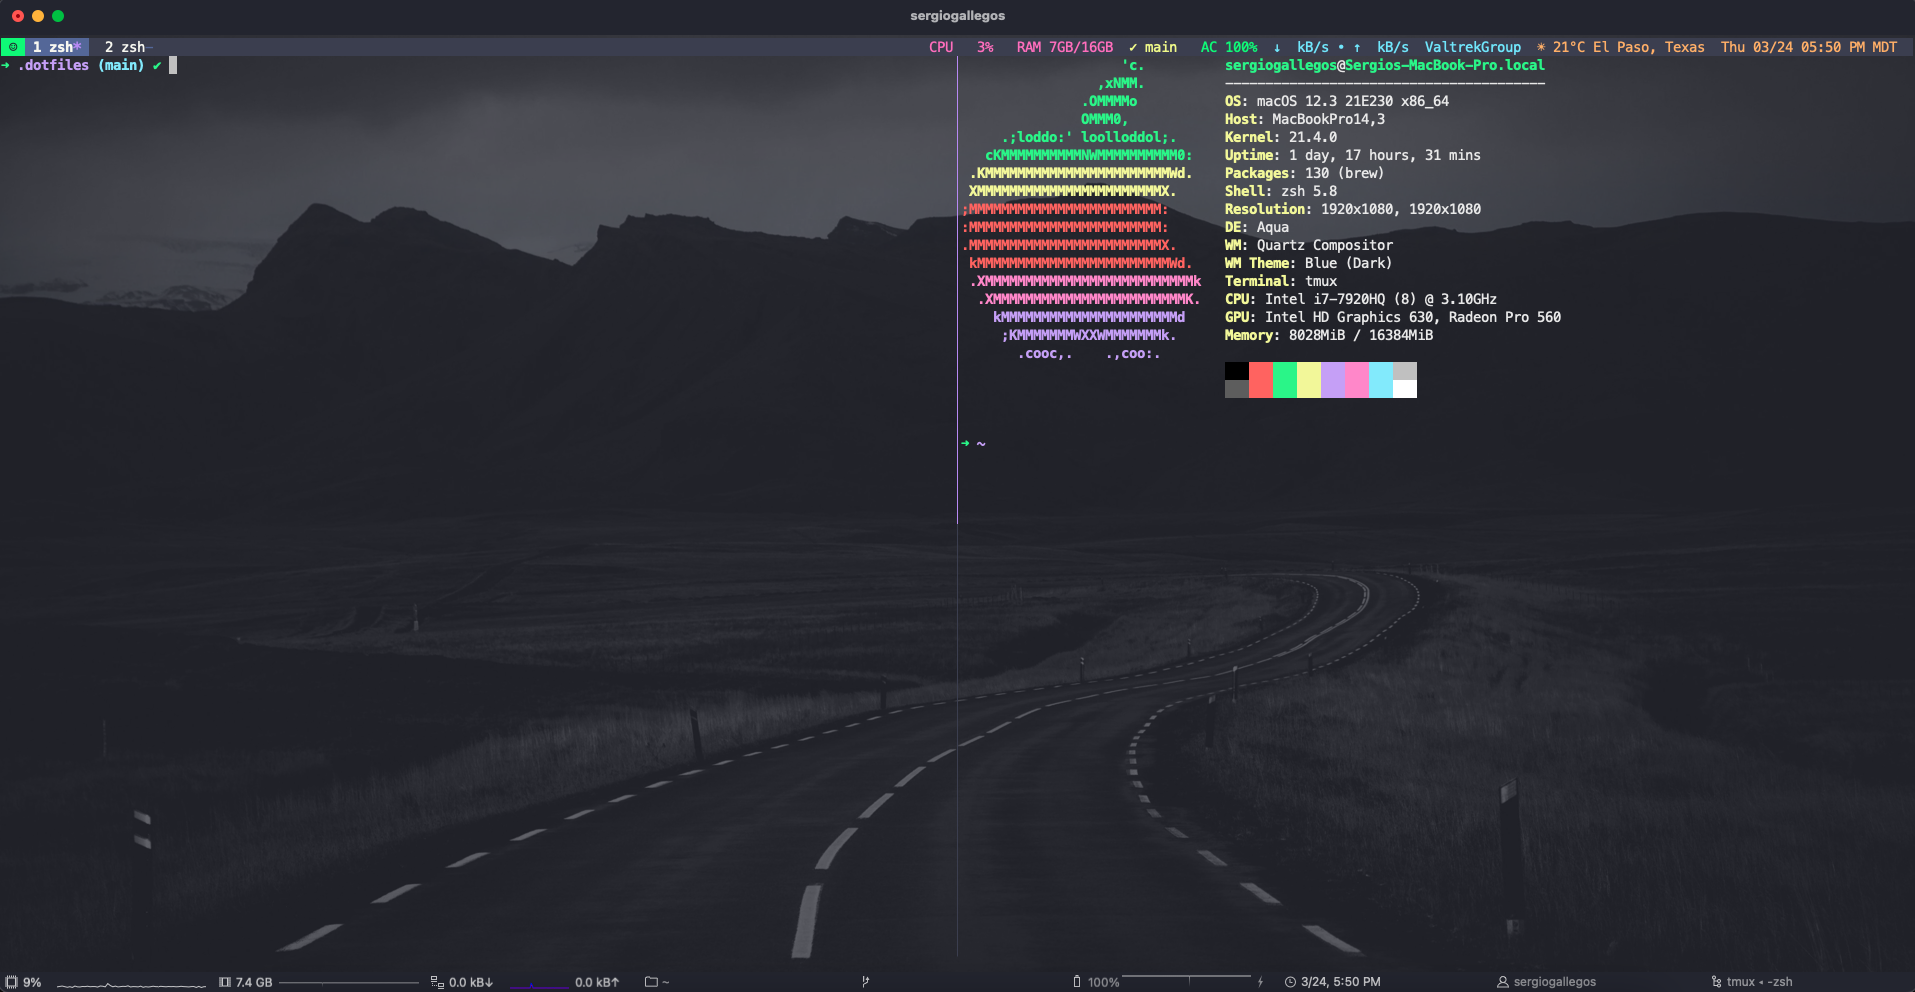 sergiogallegos
☺ 1 zsh* 2 zsh- CPU 3% RAM 7GB/16GB ✓ main AC 100% ↓ kB/s • ↑ kB/s ValtrekGroup ☀ 21°C El Paso, Texas Thu 03/24 05:50 PM MDT
➜ .dotfiles (main) ✔
'c.
,xNMM.
.OMMMMo
OMMM0,
.;loddo:' loolloddol;.
cKMMMMMMMMMMNWMMMMMMMMMM0:
.KMMMMMMMMMMMMMMMMMMMMMMMWd.
XMMMMMMMMMMMMMMMMMMMMMMMX.
;MMMMMMMMMMMMMMMMMMMMMMMM:
:MMMMMMMMMMMMMMMMMMMMMMMM:
.MMMMMMMMMMMMMMMMMMMMMMMMX.
kMMMMMMMMMMMMMMMMMMMMMMMMWd.
.XMMMMMMMMMMMMMMMMMMMMMMMMMMk
.XMMMMMMMMMMMMMMMMMMMMMMMMK.
kMMMMMMMMMMMMMMMMMMMMMMd
;KMMMMMMMWXXWMMMMMMMk.
.cooc,. .,coo:.
sergiogallegos@Sergios-MacBook-Pro.local
----------------------------------------
OS: macOS 12.3 21E230 x86_64
Host: MacBookPro14,3
Kernel: 21.4.0
Uptime: 1 day, 17 hours, 31 mins
Packages: 130 (brew)
Shell: zsh 5.8
Resolution: 1920x1080, 1920x1080
DE: Aqua
WM: Quartz Compositor
WM Theme: Blue (Dark)
Terminal: tmux
CPU: Intel i7-7920HQ (8) @ 3.10GHz
GPU: Intel HD Graphics 630, Radeon Pro 560
Memory: 8028MiB / 16384MiB
➜ ~
9% 7.4 GB 0.0 kB↓ 0.0 kB↑ ~ 100% 3/24, 5:50 PM sergiogallegos tmux ◂ -zsh